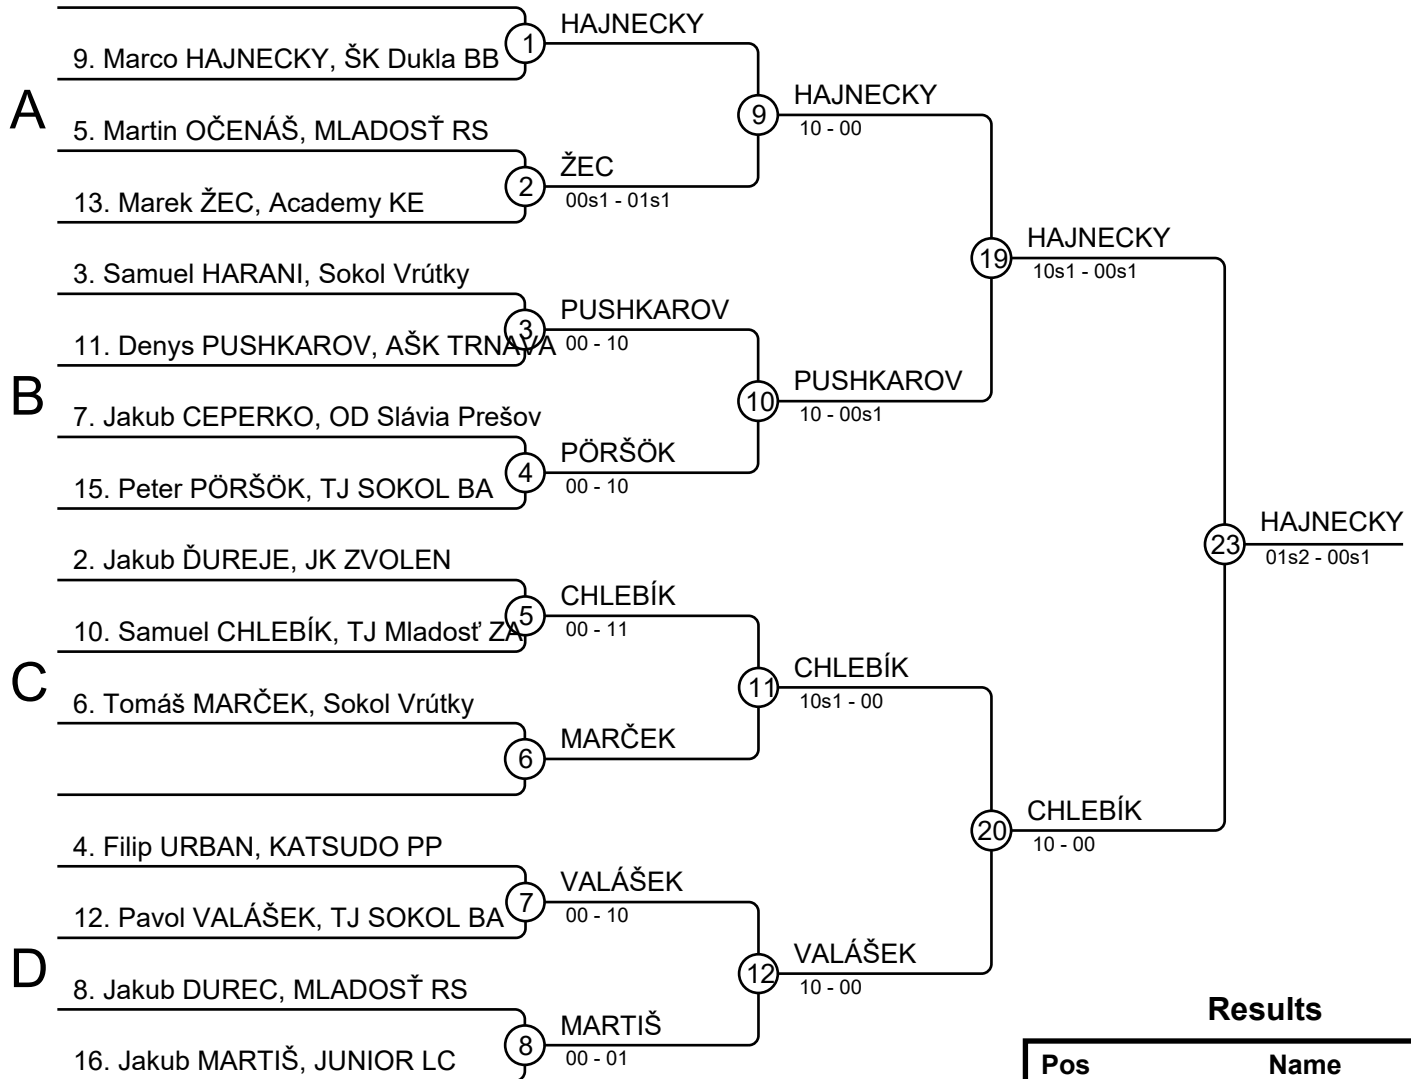 HAJNECKY
1
9. Marco HAJNECKY, ŠK Dukla BB
A
HAJNECKY
9
10 - 00
5. Martin OČENÁŠ, MLADOSŤ RS
ŽEC
2
00s1 - 01s1
13. Marek ŽEC, Academy KE
HAJNECKY
19
10s1 - 00s1
3. Samuel HARANI, Sokol Vrútky
PUSHKAROV
3
00 - 10
11. Denys PUSHKAROV, AŠK TRNAVA
B
PUSHKAROV
10
10 - 00s1
7. Jakub CEPERKO, OD Slávia Prešov
PÖRŠÖK
4
00 - 10
15. Peter PÖRŠÖK, TJ SOKOL BA
HAJNECKY
23
01s2 - 00s1
2. Jakub ĎUREJE, JK ZVOLEN
CHLEBÍK
5
00 - 11
10. Samuel CHLEBÍK, TJ Mladosť ZA
C
CHLEBÍK
11
10s1 - 00
6. Tomáš MARČEK, Sokol Vrútky
MARČEK
6
CHLEBÍK
20
10 - 00
4. Filip URBAN, KATSUDO PP
VALÁŠEK
7
00 - 10
12. Pavol VALÁŠEK, TJ SOKOL BA
D
VALÁŠEK
12
10 - 00
8. Jakub DUREC, MLADOSŤ RS
MARTIŠ
8
00 - 01
16. Jakub MARTIŠ, JUNIOR LC
Results
Pos Name